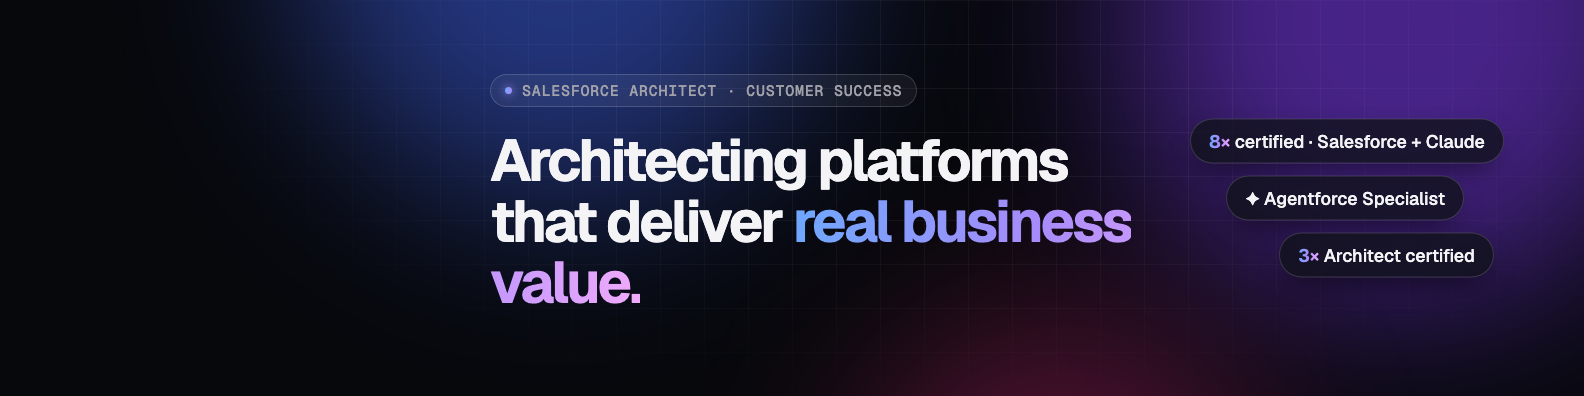 SALESFORCE ARCHITECT · CUSTOMER SUCCESS
Architecting platforms
that deliver real business
value.
8× certified · Salesforce + Claude
✦ Agentforce Specialist
3× Architect certified